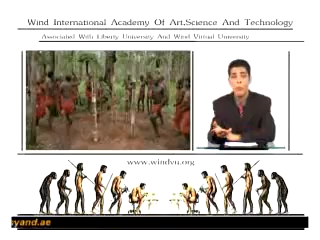 Wind International Academy Of Art,Science And Technology
Associated With Liberty University And Wind Virtual University
www.windvu.org
syand.ae